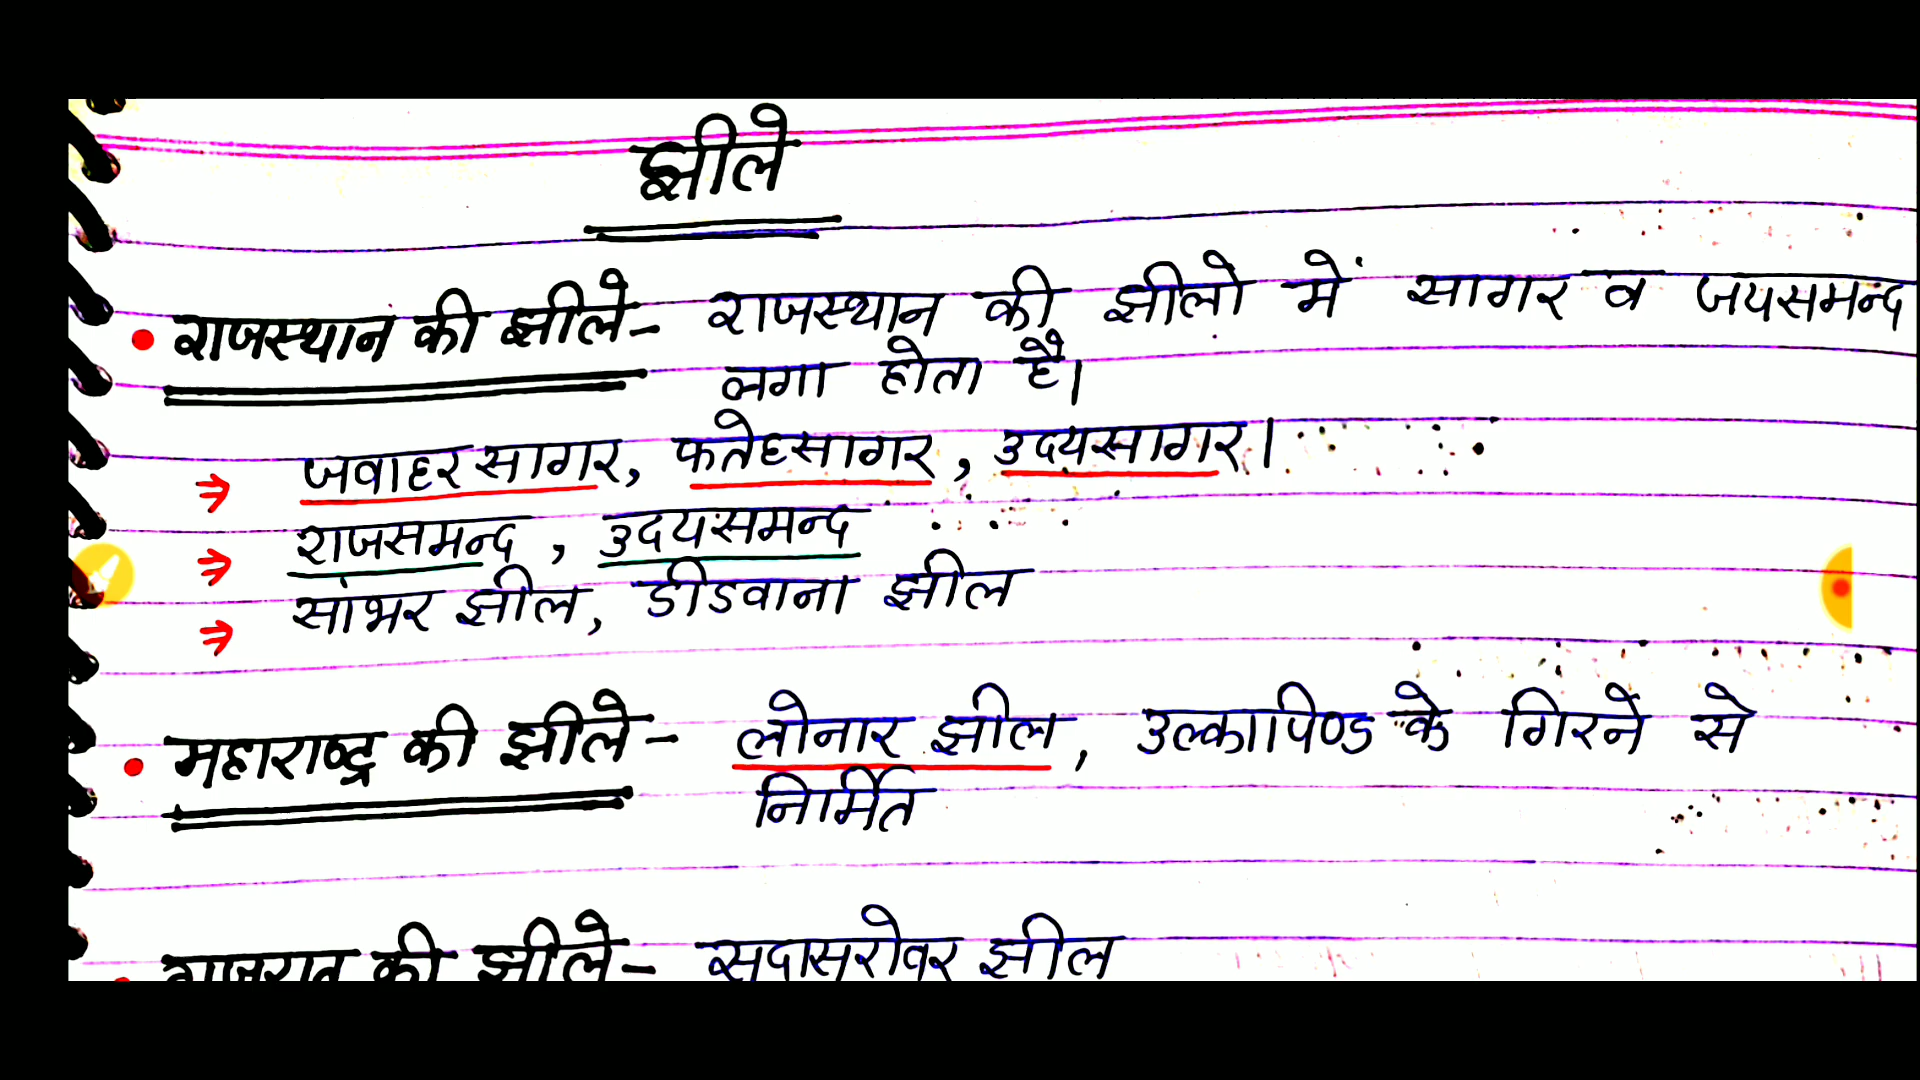 झीले
• राजस्थान की झीले - राजस्थान की झीलो में सागर व जयसमन्द
लगा होता है।
⇒ जवाहर सागर, फतेहसागर, उदयसागर।
⇒ राजसमन्द, उदयसमन्द
⇒ सांभर झील, डीडवाना झील
• महाराष्ट्र की झीले - लोनार झील, उल्कापिण्ड के गिरने से
निर्मित
• गुजरात की झीले - सदासरोवर झील